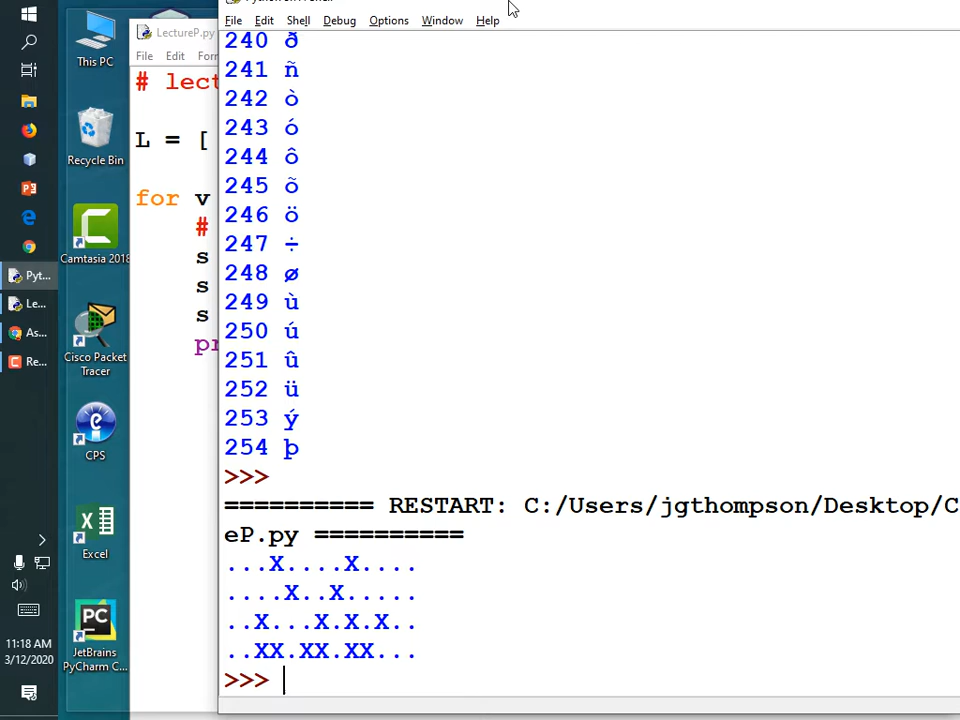 File Edit Shell Debug Options Window Help
240 ð
241 ñ
242 ò
243 ó
244 ô
245 õ
246 ö
247 ÷
248 ø
249 ù
250 ú
251 û
252 ü
253 ý
254 þ
>>>
========== RESTART: C:/Users/jgthompson/Desktop/C
eP.py ==========
...X....X....
....X..X.....
..X...X.X.X..
..XX.XX.XX...
>>>
LectureP.py
File Edit Forr
# lect
L = [
for v
#
s
s
s
pr
This PC
Recycle Bin
Camtasia 2018
Cisco Packet
Tracer
CPS
Excel
JetBrains
PyCharm C...
Pyt...
Le...
As...
Re...
11:18 AM
3/12/2020